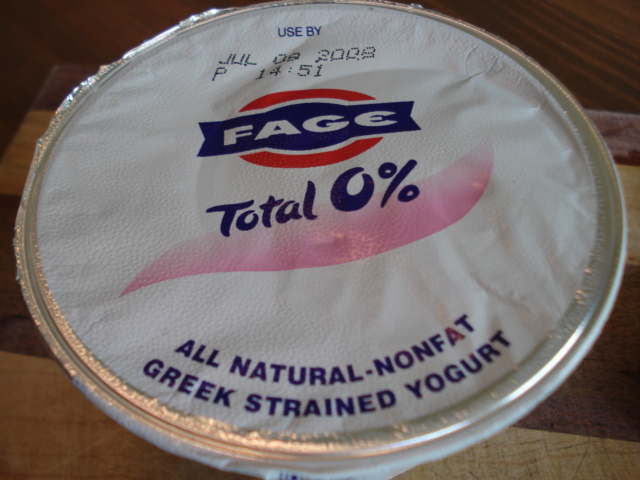 USE BY
JUL 08 2008
P 14:51
FAGE
Total 0%
ALL NATURAL-NONFAT
GREEK STRAINED YOGURT